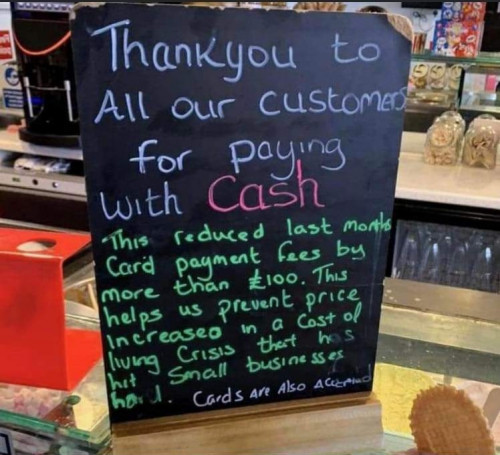 Thankyou to
All our customers
for paying
with Cash
This reduced last months
Card payment fees by
more than £100. This
helps us prevent price
Increaseo in a Cost of
living Crisis that has
hit Small businesses
hard. Cards Are Also Accepted